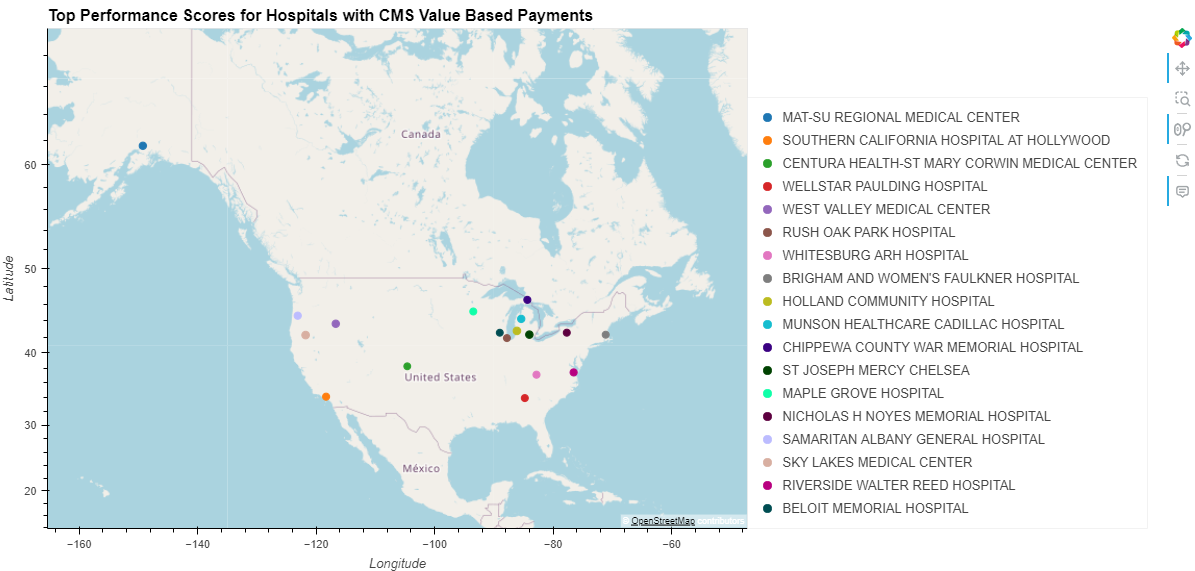 Top Performance Scores for Hospitals with CMS Value Based Payments
Latitude
60
50
40
30
20
Canada
United States
México
© OpenStreetMap contributors
−160
−140
−120
−100
−80
−60
Longitude
MAT-SU REGIONAL MEDICAL CENTER
SOUTHERN CALIFORNIA HOSPITAL AT HOLLYWOOD
CENTURA HEALTH-ST MARY CORWIN MEDICAL CENTER
WELLSTAR PAULDING HOSPITAL
WEST VALLEY MEDICAL CENTER
RUSH OAK PARK HOSPITAL
WHITESBURG ARH HOSPITAL
BRIGHAM AND WOMEN'S FAULKNER HOSPITAL
HOLLAND COMMUNITY HOSPITAL
MUNSON HEALTHCARE CADILLAC HOSPITAL
CHIPPEWA COUNTY WAR MEMORIAL HOSPITAL
ST JOSEPH MERCY CHELSEA
MAPLE GROVE HOSPITAL
NICHOLAS H NOYES MEMORIAL HOSPITAL
SAMARITAN ALBANY GENERAL HOSPITAL
SKY LAKES MEDICAL CENTER
RIVERSIDE WALTER REED HOSPITAL
BELOIT MEMORIAL HOSPITAL